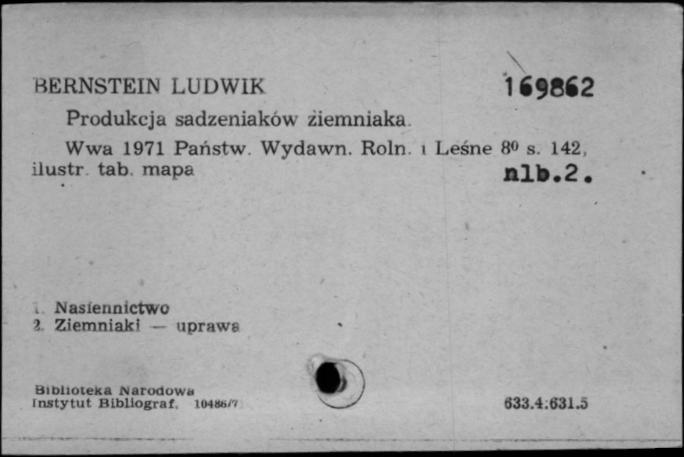 BERNSTEIN LUDWIK 169862
Produkcja sadzeniaków ziemniaka.
Wwa 1971 Państw. Wydawn. Roln. i Leśne 8⁰ s. 142,
ilustr. tab. mapa nlb.2.
1. Nasiennictwo
2. Ziemniaki — uprawa
Biblioteka Narodowa
Instytut Bibliograf. 10486/7
633.4:631.5